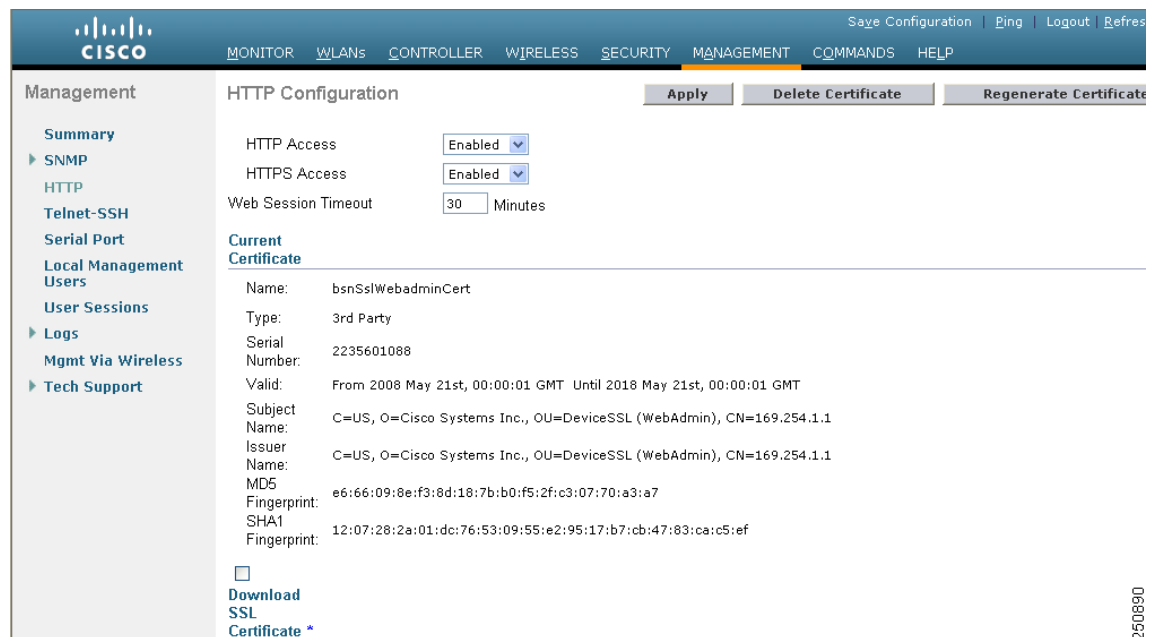 Save Configuration | Ping | Logout | Refres
CISCO
MONITOR WLANs CONTROLLER WIRELESS SECURITY MANAGEMENT COMMANDS HELP
Management
Summary
SNMP
HTTP
Telnet-SSH
Serial Port
Local Management
Users
User Sessions
Logs
Mgmt Via Wireless
Tech Support
HTTP Configuration
Apply
Delete Certificate
Regenerate Certificate
HTTP Access Enabled
HTTPS Access Enabled
Web Session Timeout 30 Minutes
Current
Certificate
Name: bsnSslWebadminCert
Type: 3rd Party
Serial
Number: 2235601088
Valid: From 2008 May 21st, 00:00:01 GMT Until 2018 May 21st, 00:00:01 GMT
Subject
Name: C=US, O=Cisco Systems Inc., OU=DeviceSSL (WebAdmin), CN=169.254.1.1
Issuer
Name: C=US, O=Cisco Systems Inc., OU=DeviceSSL (WebAdmin), CN=169.254.1.1
MD5
Fingerprint: e6:66:09:8e:f3:8d:18:7b:b0:f5:2f:c3:07:70:a3:a7
SHA1
Fingerprint: 12:07:28:2a:01:dc:76:53:09:55:e2:95:17:b7:cb:47:83:ca:c5:ef
Download
SSL
Certificate *
250890